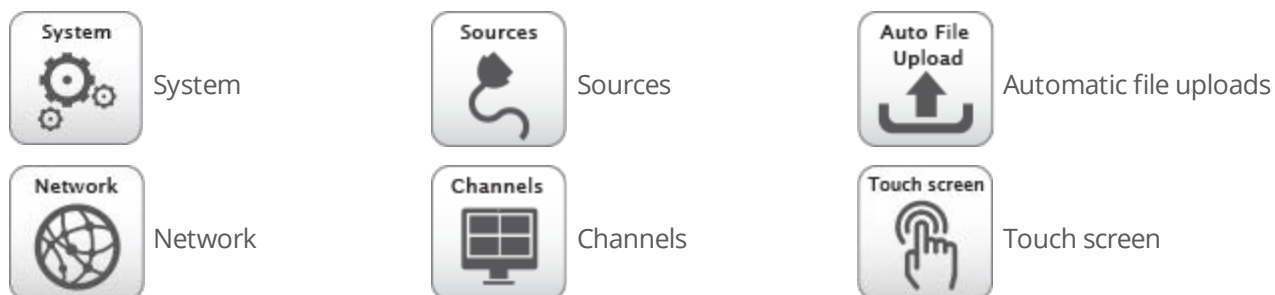 System
System
Sources
Sources
Auto File
Upload
Automatic file uploads
Network
Network
Channels
Channels
Touch screen
Touch screen